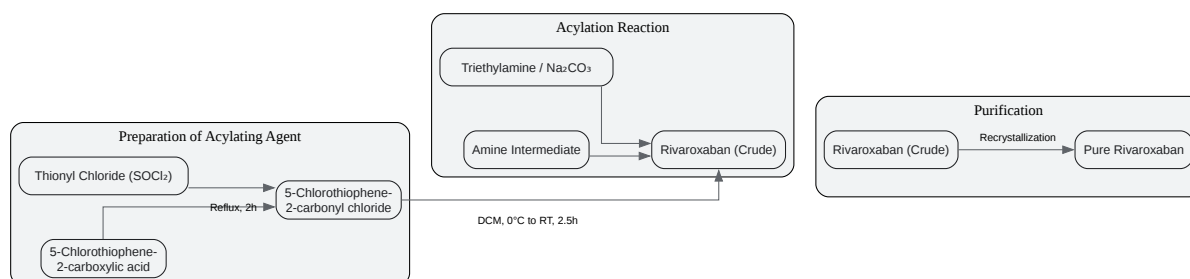 Preparation of Acylating Agent
Thionyl Chloride (SOCl₂)
Reflux, 2h
5-Chlorothiophene-
2-carboxylic acid
5-Chlorothiophene-
2-carbonyl chloride
DCM, 0°C to RT, 2.5h
Acylation Reaction
Triethylamine / Na₂CO₃
Amine Intermediate
Rivaroxaban (Crude)
Purification
Rivaroxaban (Crude)
Recrystallization
Pure Rivaroxaban